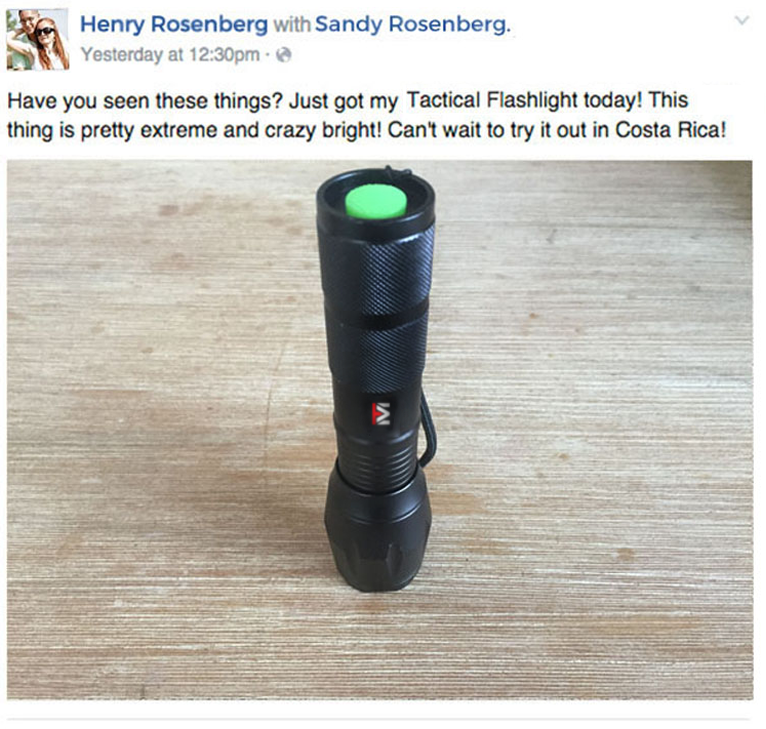 Henry Rosenberg with Sandy Rosenberg.
Yesterday at 12:30pm ·
Have you seen these things? Just got my Tactical Flashlight today! This
thing is pretty extreme and crazy bright! Can't wait to try it out in Costa Rica!